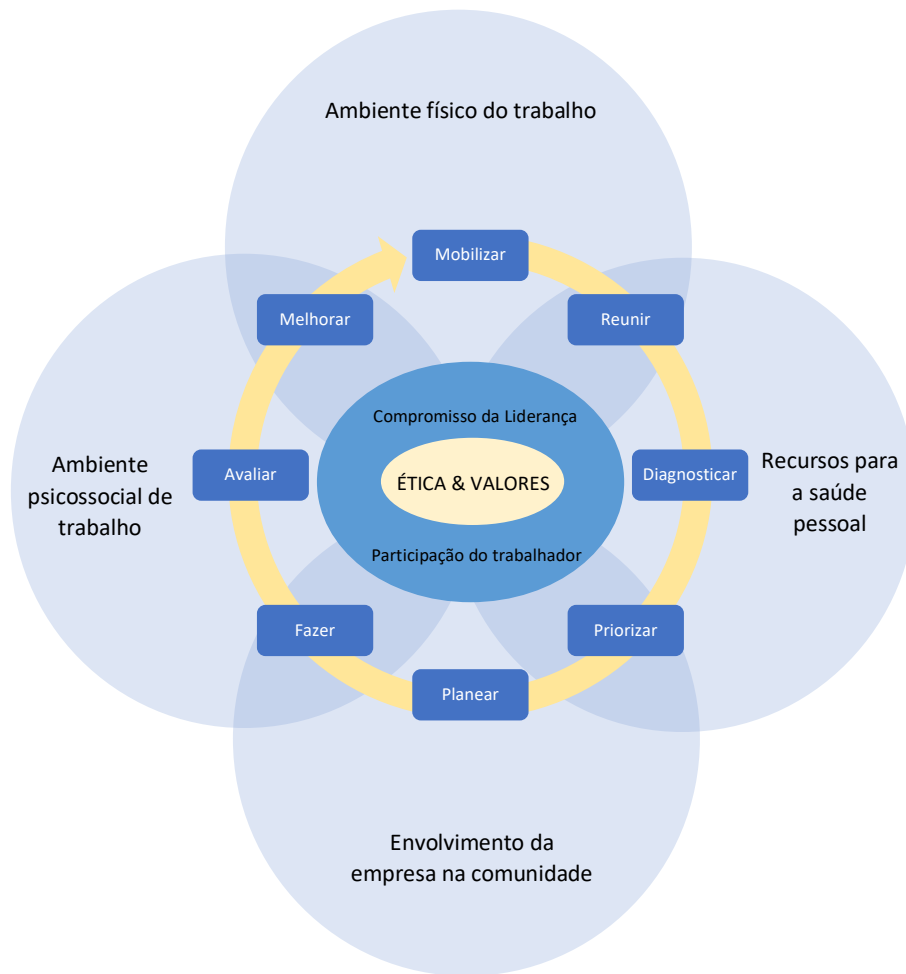 Ambiente físico do trabalho
Mobilizar
Melhorar
Reunir
Compromisso da Liderança
Ambiente
psicossocial de
trabalho
Avaliar
ÉTICA & VALORES
Diagnosticar
Recursos para
a saúde
pessoal
Participação do trabalhador
Fazer
Priorizar
Planear
Envolvimento da
empresa na comunidade